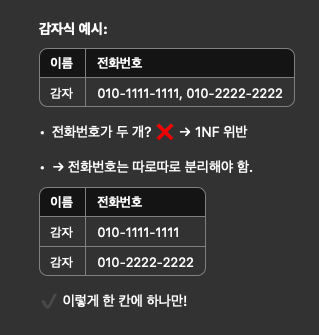 감자식 예시:
이름 전화번호
감자 010-1111-1111, 010-2222-2222
• 전화번호가 두 개? ❌ → 1NF 위반
• → 전화번호는 따로따로 분리해야 함.
이름 전화번호
감자 010-1111-1111
감자 010-2222-2222
✔ 이렇게 한 칸에 하나만!